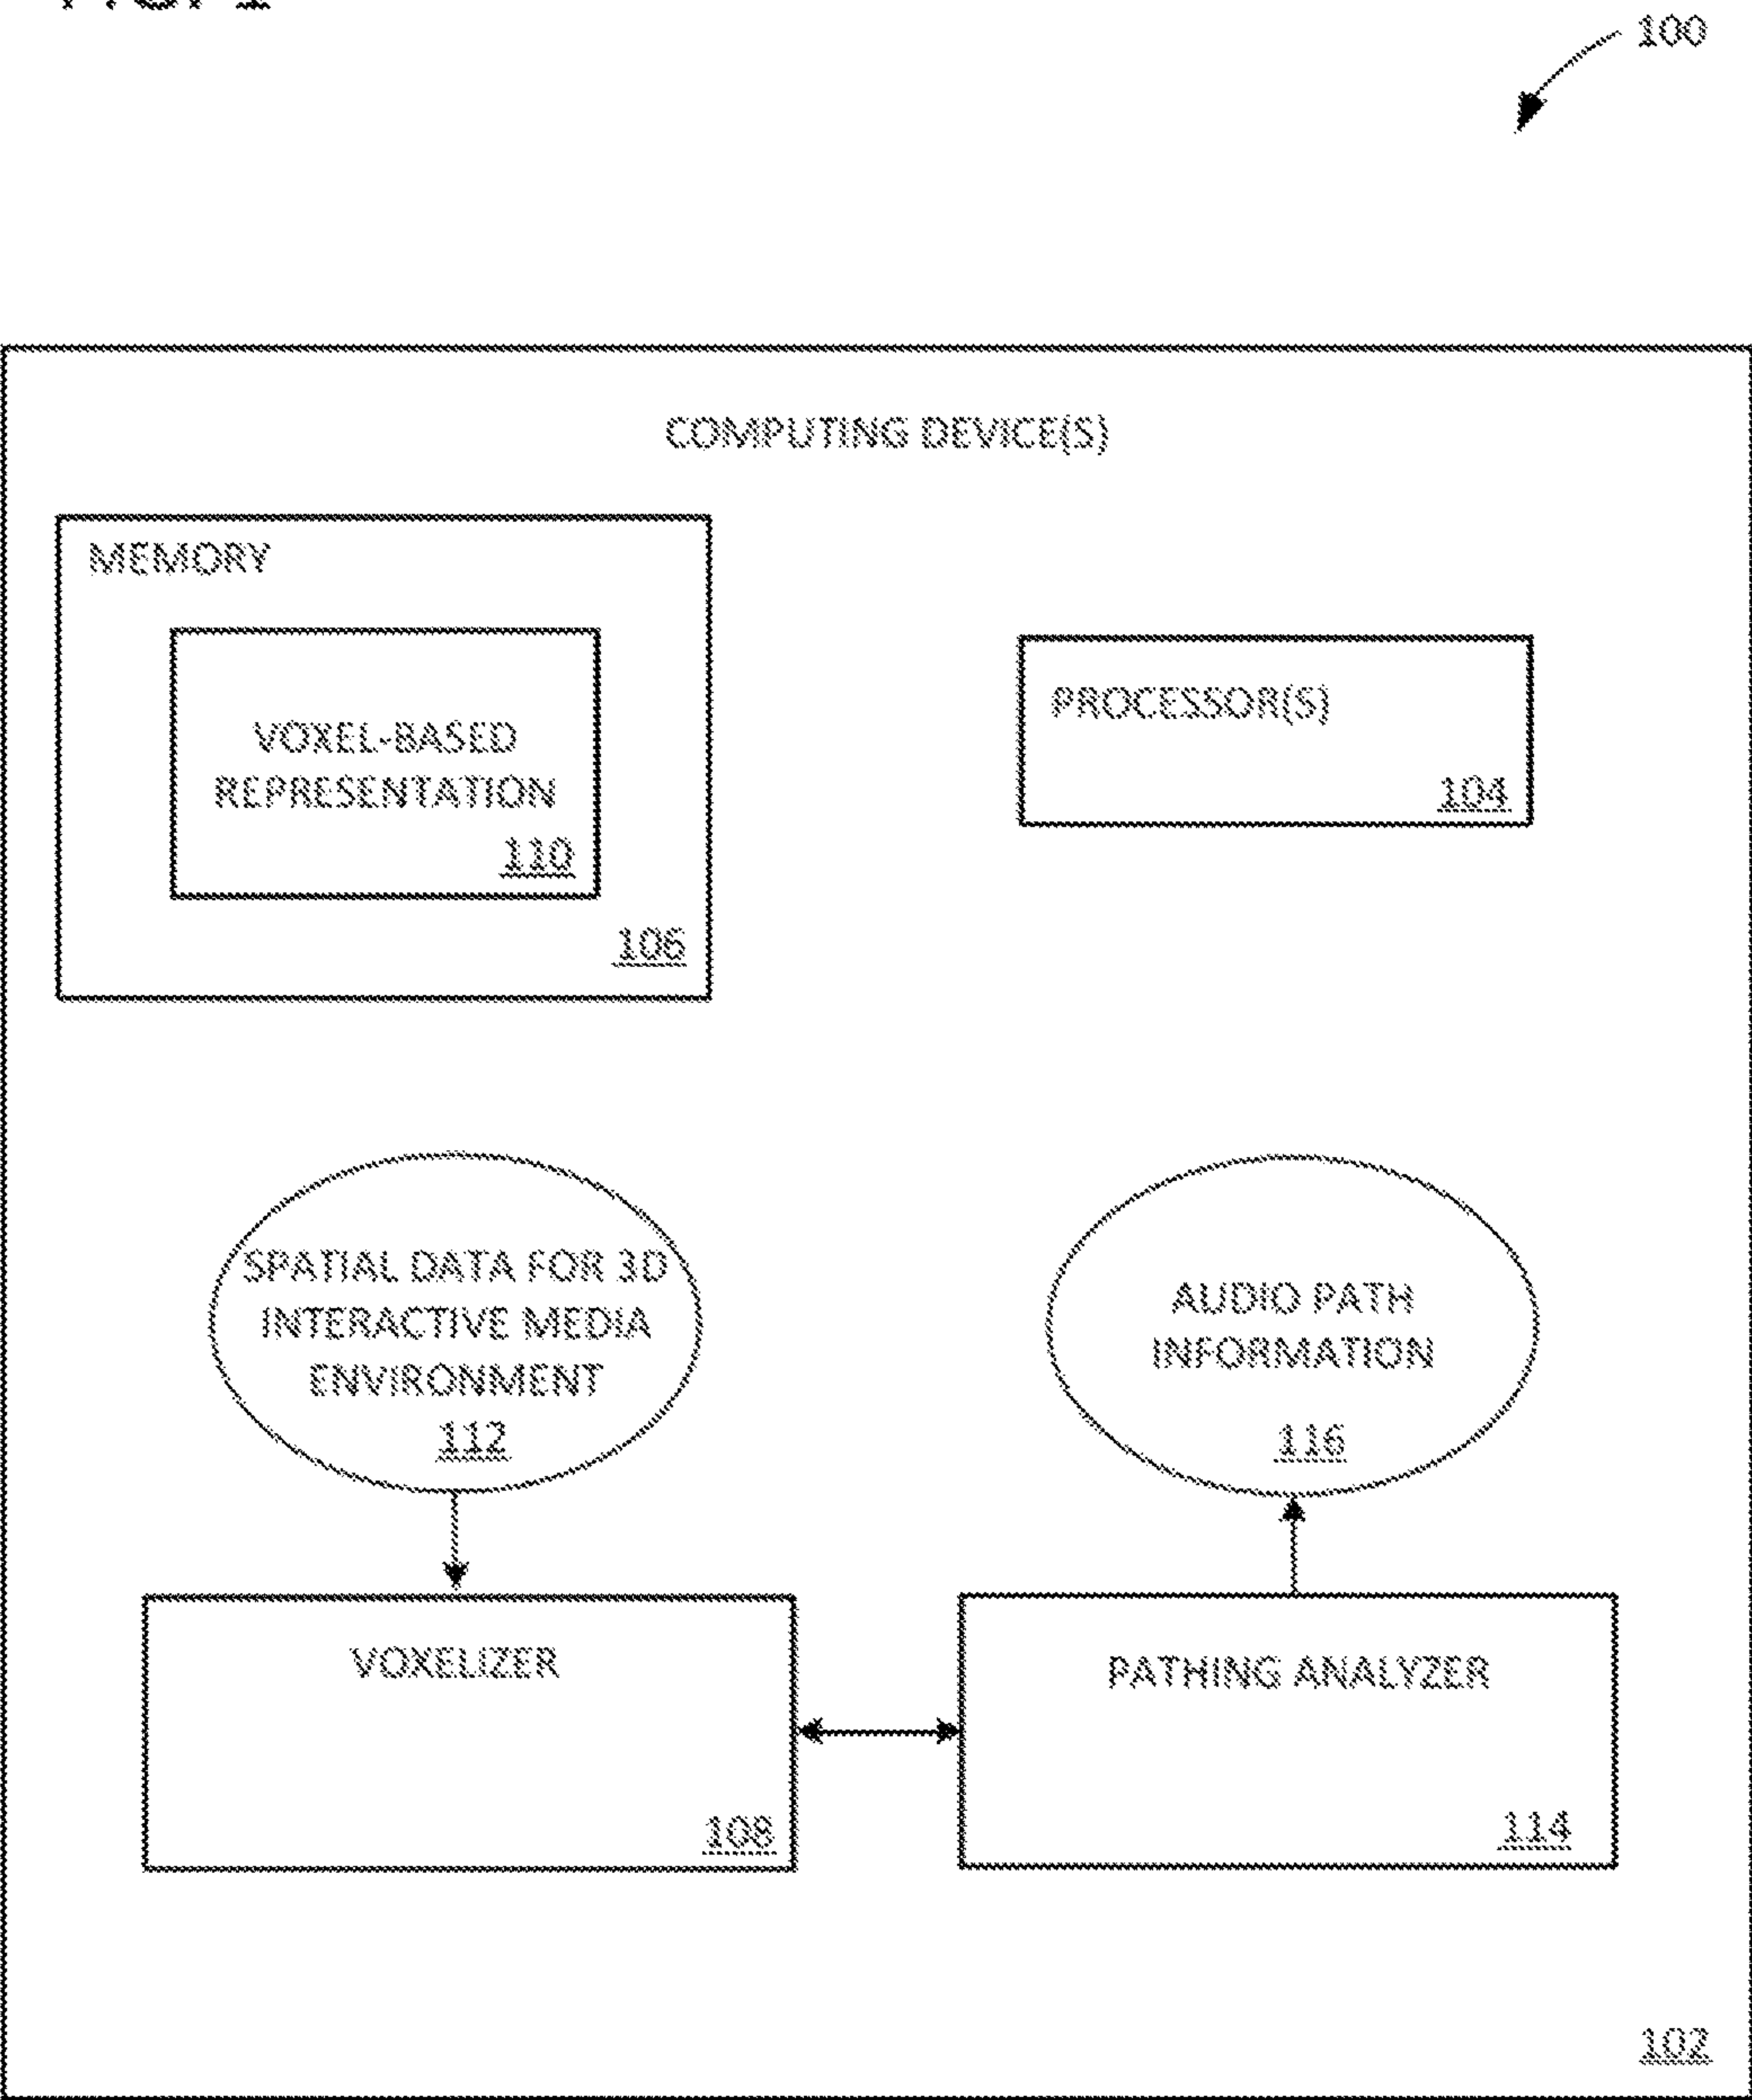 100
COMPUTING DEVICE(S)
MEMORY
VOXEL-BASED
REPRESENTATION
110
106
PROCESSOR(S)
104
SPATIAL DATA FOR 3D
INTERACTIVE MEDIA
ENVIRONMENT
112
AUDIO PATH
INFORMATION
116
VOXELIZER
108
PATHING ANALYZER
114
102